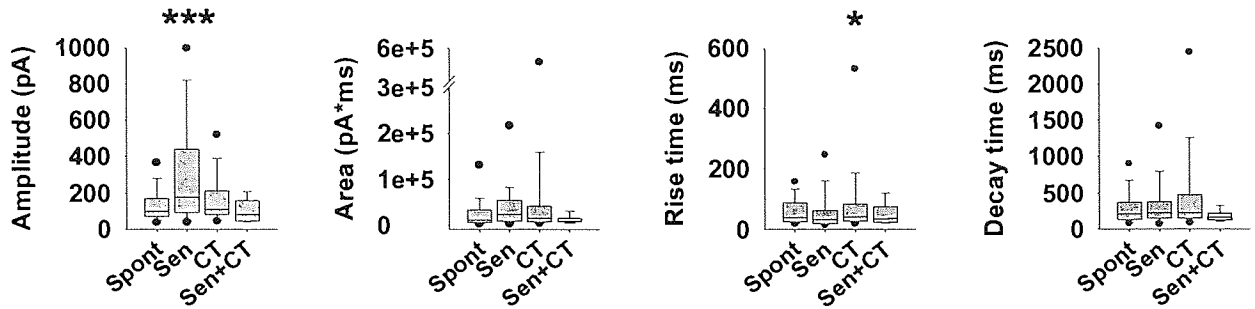 ***
Amplitude (pA)
1000
800
600
400
200
0
Spont
Sen
CT
Sen+CT
Area (pA*ms)
6e+5
3e+5
2e+5
1e+5
0
Spont
Sen
CT
Sen+CT
*
Rise time (ms)
600
400
200
0
Spont
Sen
CT
Sen+CT
Decay time (ms)
2500
2000
1500
1000
500
0
Spont
Sen
CT
Sen+CT